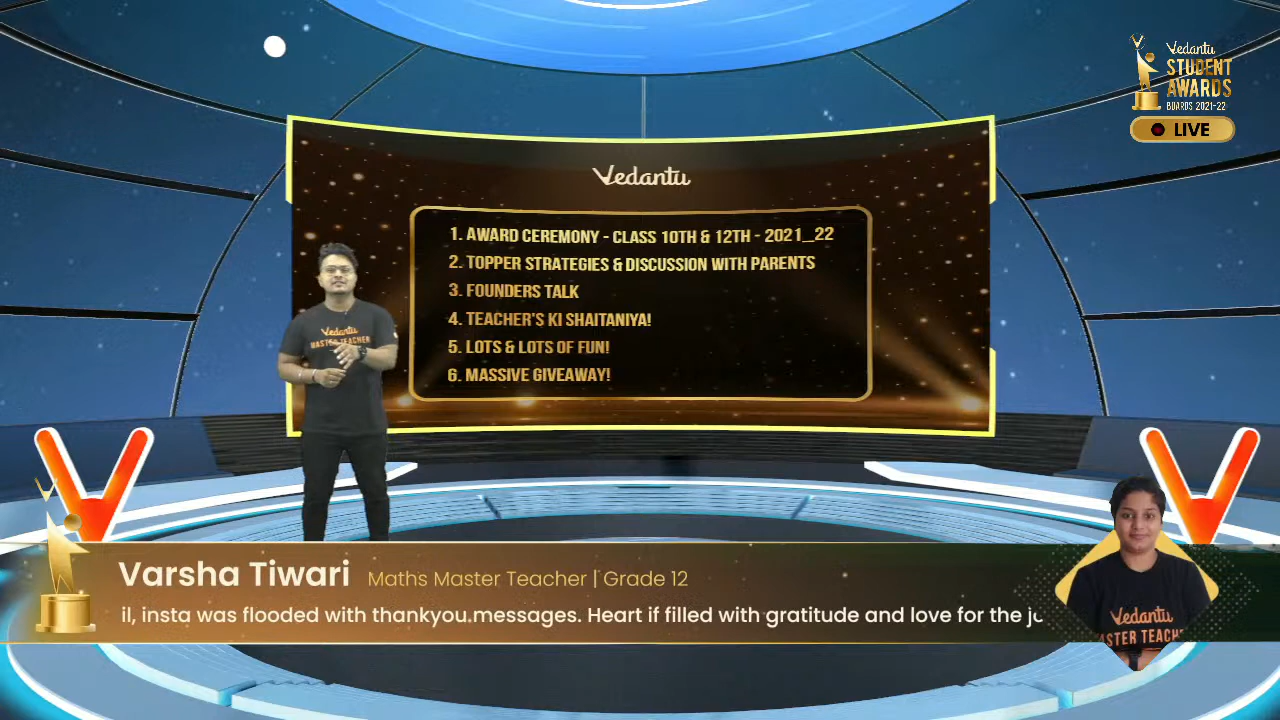 Vedantu
STUDENT
AWARDS
BOARDS 2021-22
LIVE
Vedantu
1. AWARD CEREMONY - CLASS 10TH & 12TH - 2021_22
2. TOPPER STRATEGIES & DISCUSSION WITH PARENTS
3. FOUNDERS TALK
4. TEACHER'S KI SHAITANIYA!
5. LOTS & LOTS OF FUN!
6. MASSIVE GIVEAWAY!
Vedantu
MASTER TEACHER
Varsha Tiwari Maths Master Teacher | Grade 12
il, insta was flooded with thankyou messages. Heart if filled with gratitude and love for the jo
Vedantu
ASTER TEACH